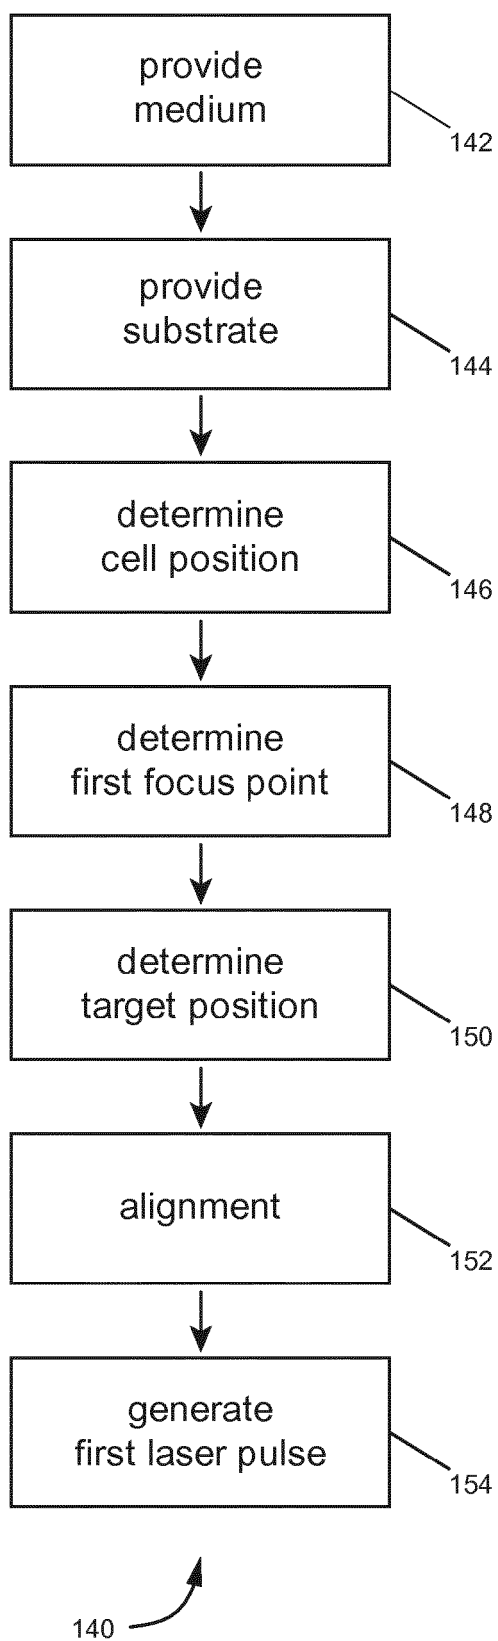 provide
medium
142
provide
substrate
144
determine
cell position
146
determine
first focus point
148
determine
target position
150
alignment
152
generate
first laser pulse
154
140